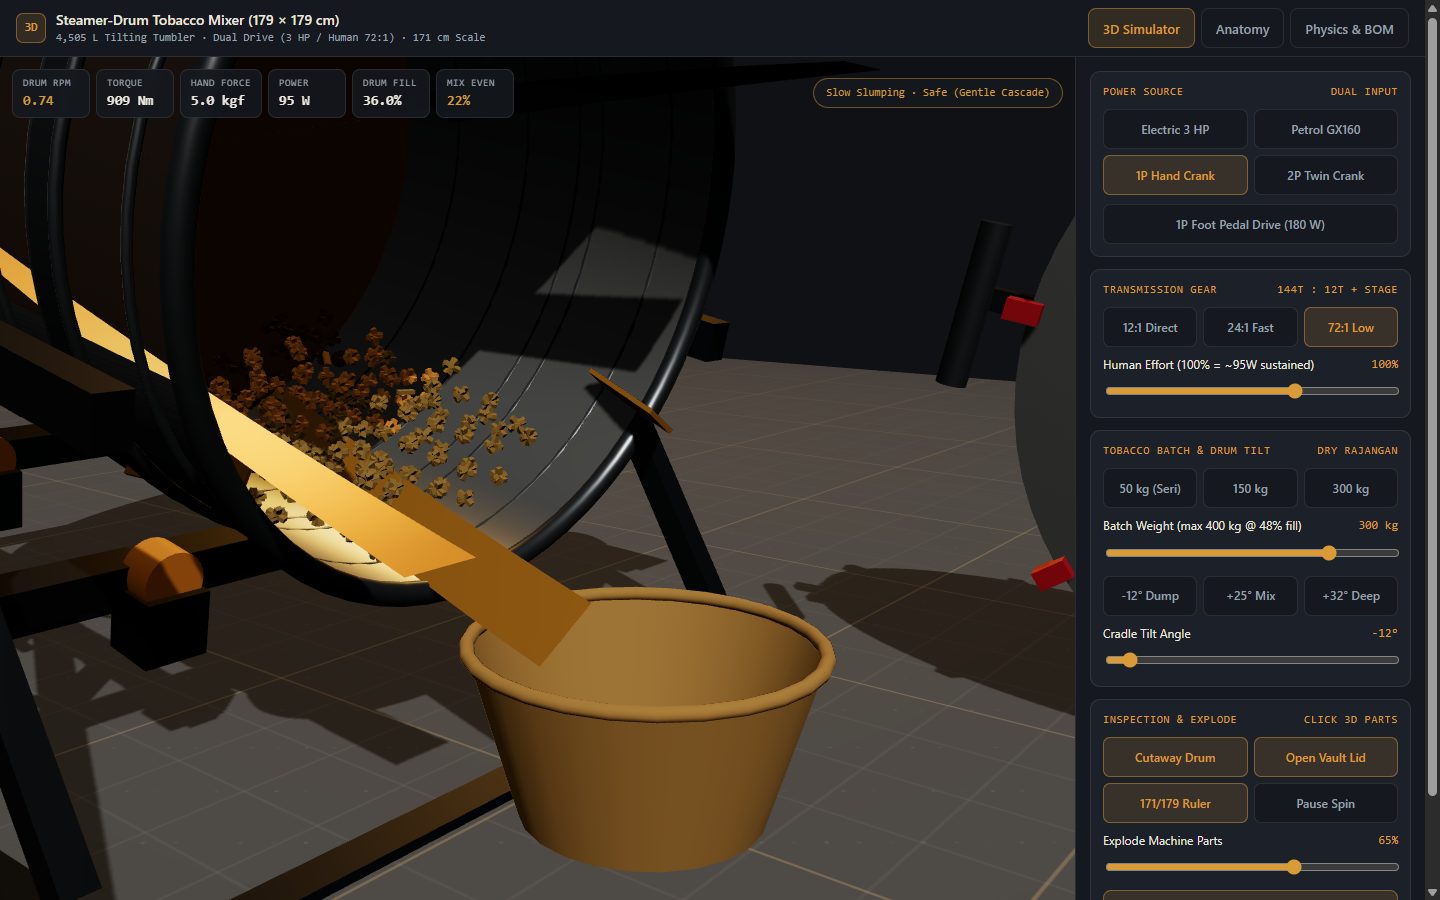 3D
Steamer-Drum Tobacco Mixer (179 × 179 cm)
4,505 L Tilting Tumbler · Dual Drive (3 HP / Human 72:1) · 171 cm Scale
3D Simulator
Anatomy
Physics & BOM
DRUM RPM
0.74
TORQUE
909 Nm
HAND FORCE
5.0 kgf
POWER
95 W
DRUM FILL
36.0%
MIX EVEN
22%
Slow Slumping · Safe (Gentle Cascade)
POWER SOURCE
DUAL INPUT
Electric 3 HP
Petrol GX160
1P Hand Crank
2P Twin Crank
1P Foot Pedal Drive (180 W)
TRANSMISSION GEAR
144T : 12T + STAGE
12:1 Direct
24:1 Fast
72:1 Low
Human Effort (100% = ~95W sustained)
100%
TOBACCO BATCH & DRUM TILT
DRY RAJANGAN
50 kg (Seri)
150 kg
300 kg
Batch Weight (max 400 kg @ 48% fill)
300 kg
-12° Dump
+25° Mix
+32° Deep
Cradle Tilt Angle
-12°
INSPECTION & EXPLODE
CLICK 3D PARTS
Cutaway Drum
Open Vault Lid
171/179 Ruler
Pause Spin
Explode Machine Parts
65%